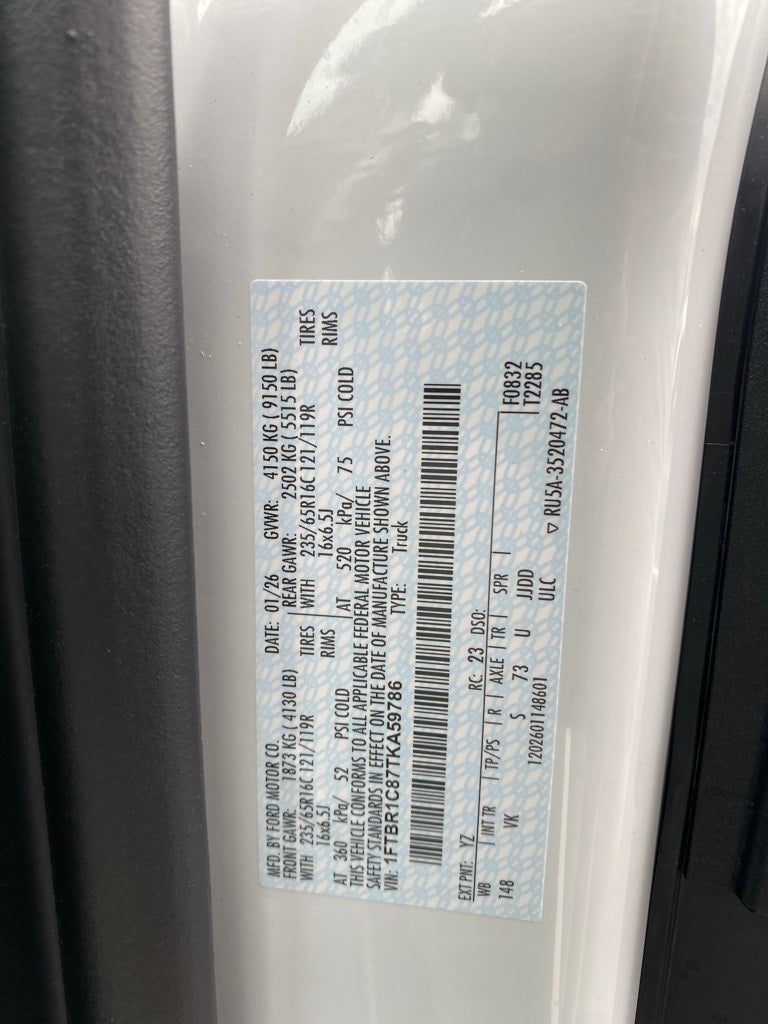 MFD. BY FORD MOTOR CO. DATE: 01/26 GVWR: 4150 KG ( 9150 LB)
FRONT GAWR: 1873 KG ( 4130 LB) REAR GAWR: 2502 KG ( 5515 LB)
WITH 235/65R16C 121/119R TIRES WITH 235/65R16C 121/119R TIRES
16x6.5J RIMS 16x6.5J RIMS
AT 360 kPa/ 52 PSI COLD AT 520 kPa/ 75 PSI COLD
THIS VEHICLE CONFORMS TO ALL APPLICABLE FEDERAL MOTOR VEHICLE
SAFETY STANDARDS IN EFFECT ON THE DATE OF MANUFACTURE SHOWN ABOVE.
VIN: 1FTBR1C87TKA59786 TYPE: Truck
EXT PNT: YZ RC: 23 DSO:
WB INT TR TP/PS R AXLE TR SPR F0832
148 VK S 73 U JJDD T2285
1202601148601 ULC
▽ RU5A-3520472-AB